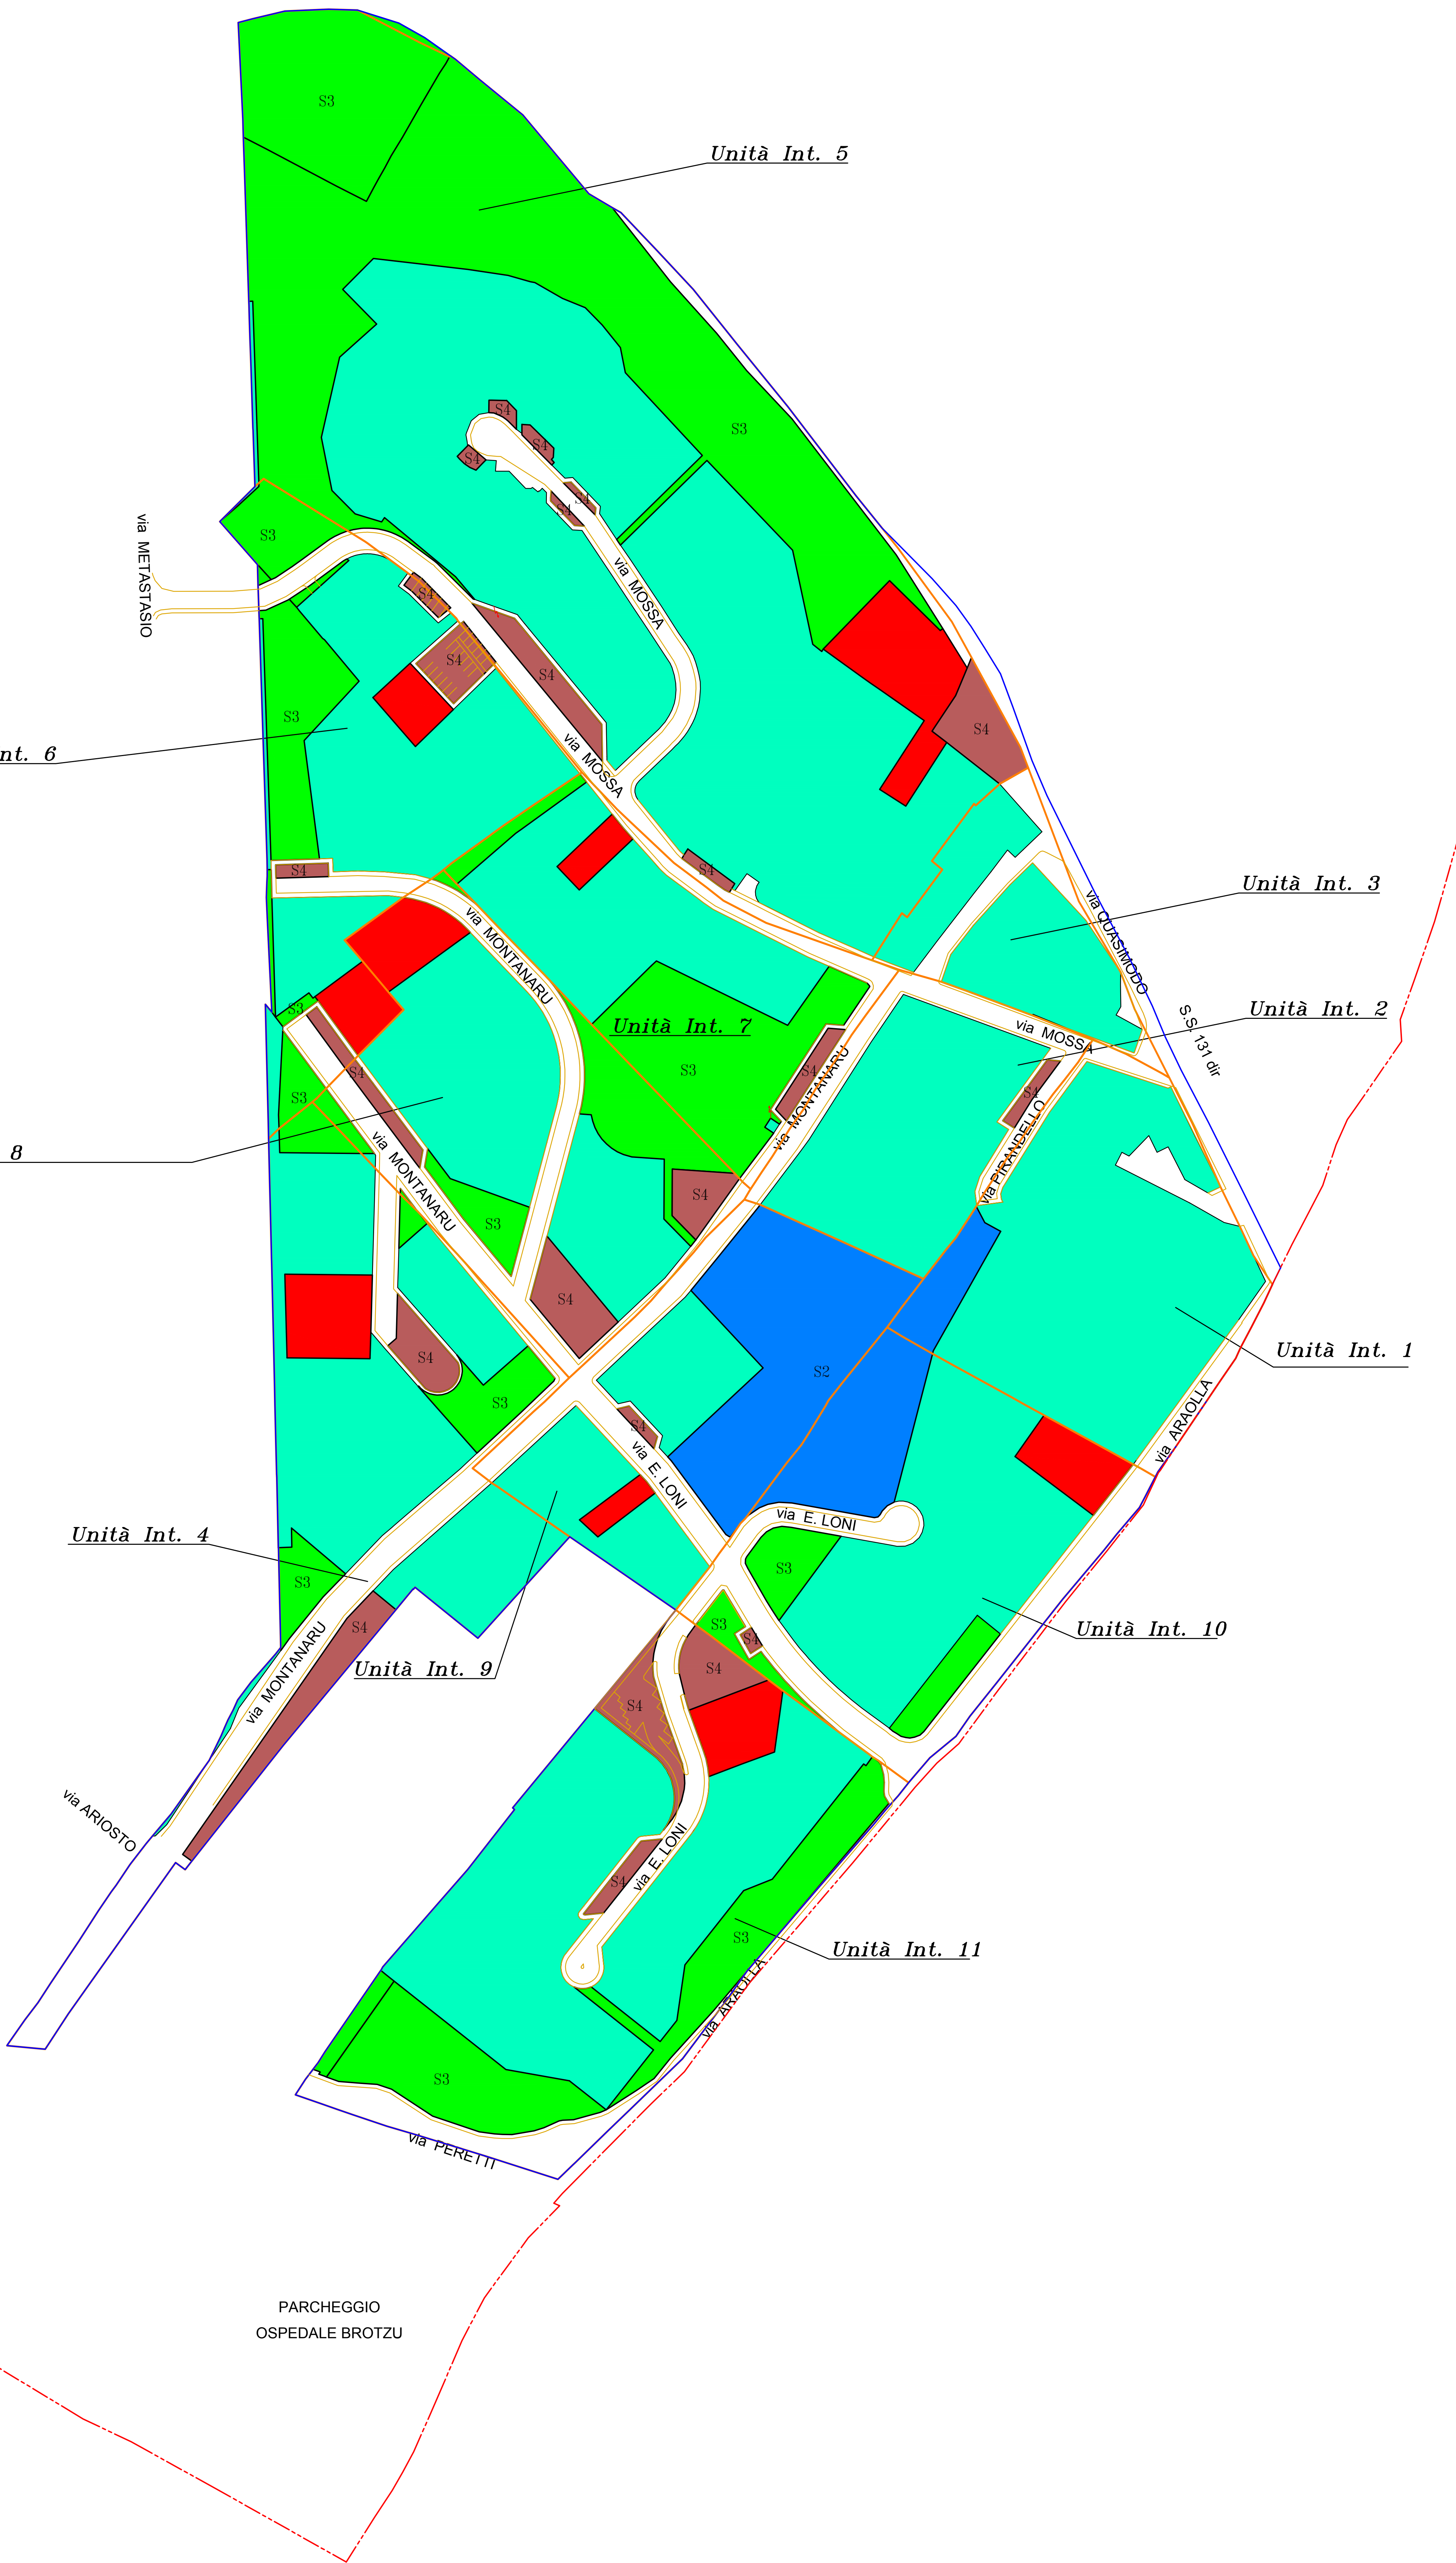 S3
Unità Int. 5
S4
S3
S4
S4
S4
S4
via METASTASIO
S3
via MOSSA
S4
S4
S4
S3
S4
nt. 6
via MOSSA
S4
S4
Unità Int. 3
via QUASIMODO
via MONTANARU
S3
Unità Int. 2
S.S. 131 dir
Unità Int. 7
via MOSSA
S3
S4
S4
via MONTANARU
S4
S3
8
via PIRANDELLO
via MONTANARU
S4
S3
S4
Unità Int. 1
S4
S2
S3
via ARAOLLA
S4
via E. LONI
via E. LONI
Unità Int. 4
S3
S3
S4
S3
Unità Int. 10
S4
via MONTANARU
Unità Int. 9
S4
S4
via ARIOSTO
via E. LONI
S4
S3
Unità Int. 11
via ARAOLLA
S3
via PERETTI
PARCHEGGIO
OSPEDALE BROTZU